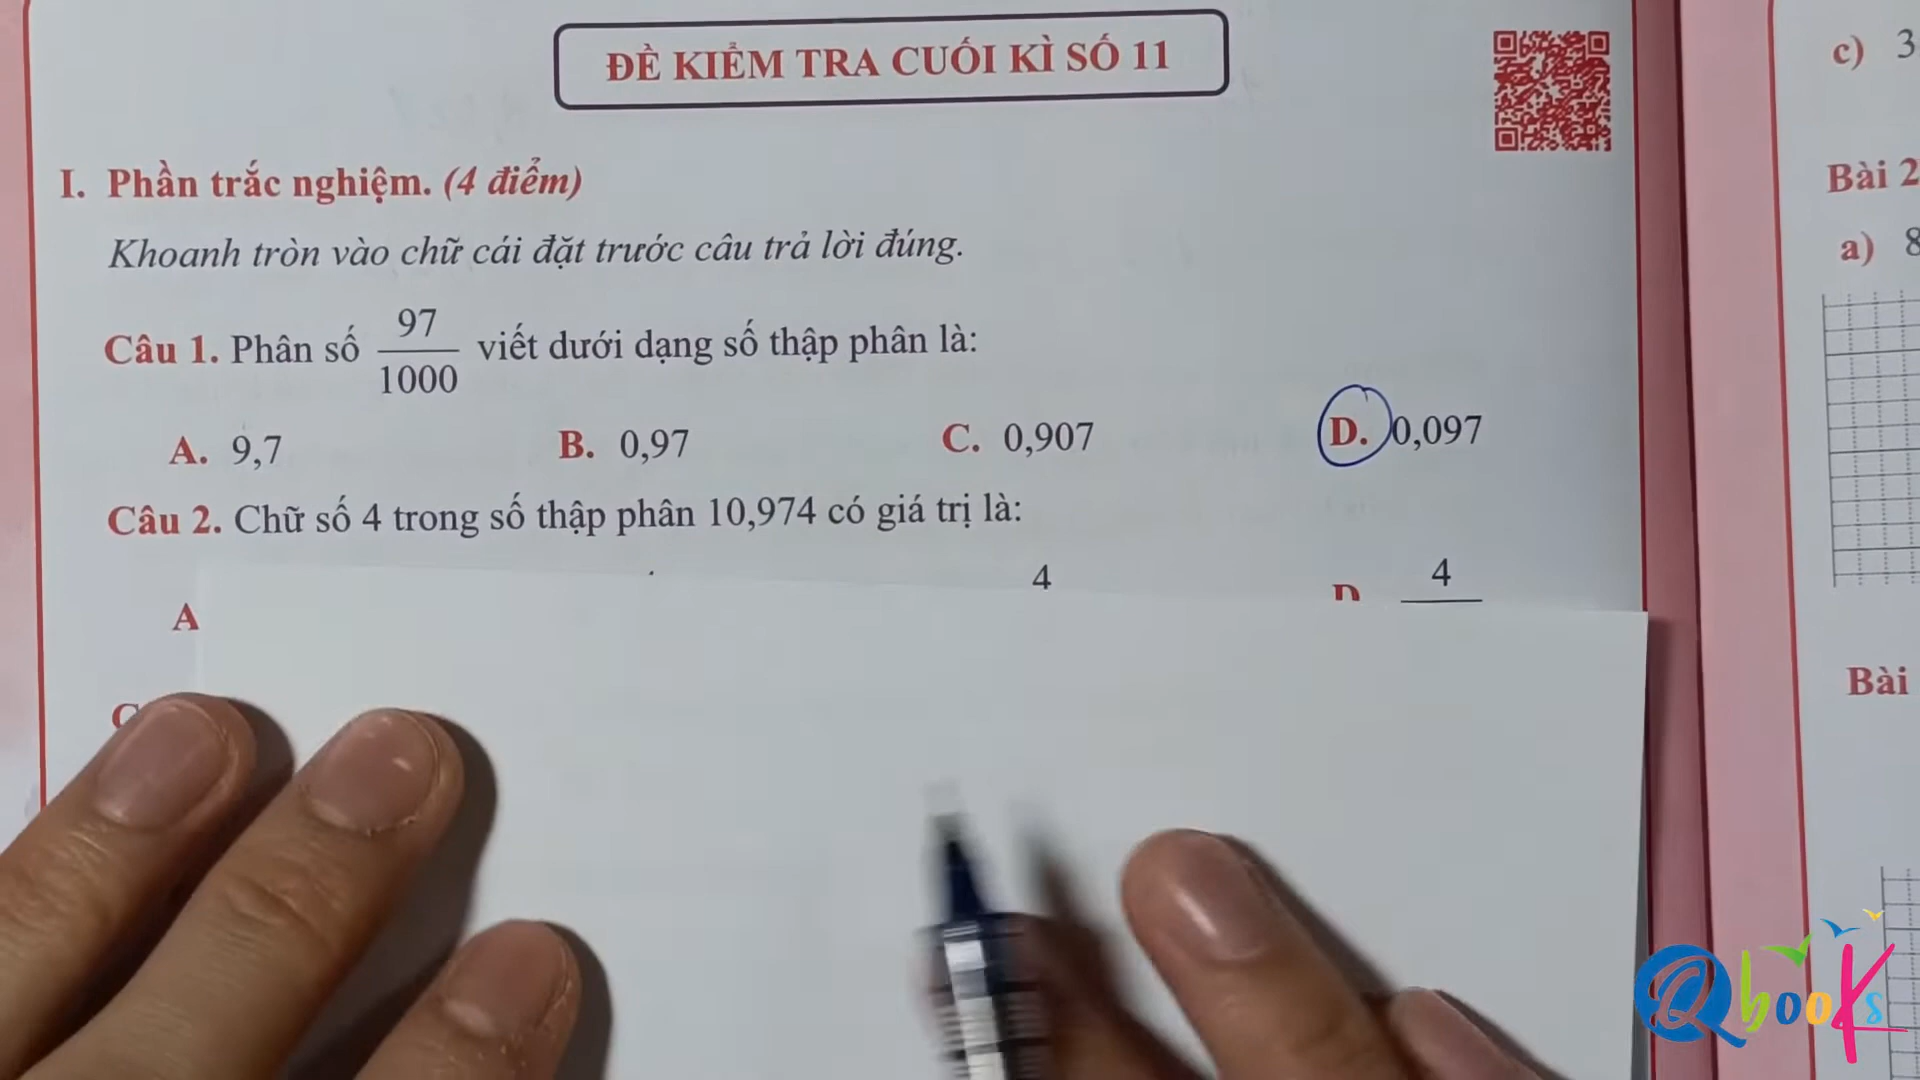 ĐỀ KIỂM TRA CUỐI KÌ SỐ 11
I. Phần trắc nghiệm. (4 điểm)
Khoanh tròn vào chữ cái đặt trước câu trả lời đúng.
Câu 1. Phân số 97/1000 viết dưới dạng số thập phân là:
A. 9,7 B. 0,97 C. 0,907 D. 0,097
Câu 2. Chữ số 4 trong số thập phân 10,974 có giá trị là:
A 4 4
c) 3
Bài 2
a) 8
Bài
Qbooks